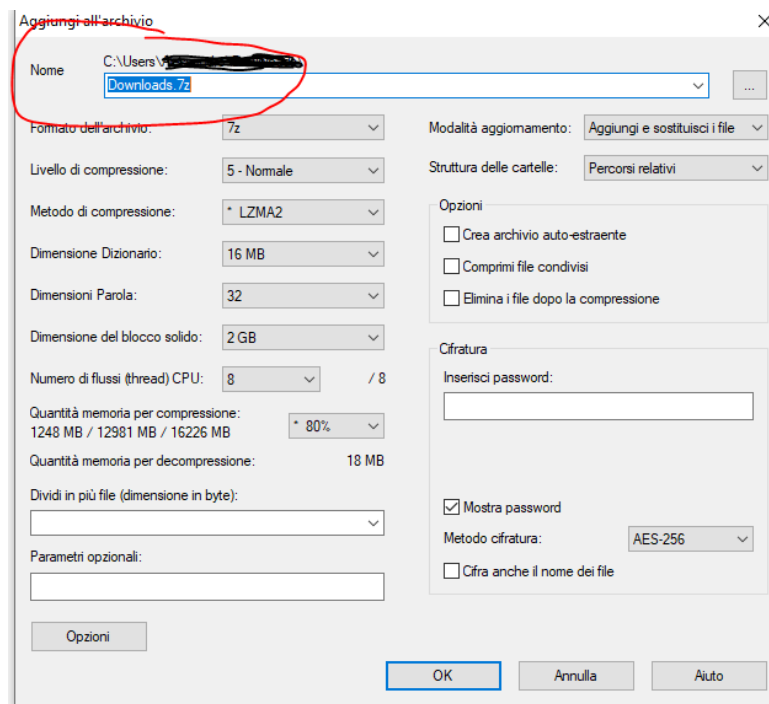 Aggiungi all'archivio
Nome
C:\Users\
Downloads.7z
...
Formato dell'archivio:
7z
Livello di compressione:
5 - Normale
Metodo di compressione:
* LZMA2
Dimensione Dizionario:
16 MB
Dimensioni Parola:
32
Dimensione del blocco solido:
2 GB
Numero di flussi (thread) CPU:
8
/ 8
Quantità memoria per compressione:
1248 MB / 12981 MB / 16226 MB
* 80%
Quantità memoria per decompressione:
18 MB
Dividi in più file (dimensione in byte):
Parametri opzionali:
Opzioni
Modalità aggiornamento:
Aggiungi e sostituisci i file
Struttura delle cartelle:
Percorsi relativi
Opzioni
Crea archivio auto-estraente
Comprimi file condivisi
Elimina i file dopo la compressione
Cifratura
Inserisci password:
Mostra password
Metodo cifratura:
AES-256
Cifra anche il nome dei file
OK
Annulla
Aiuto